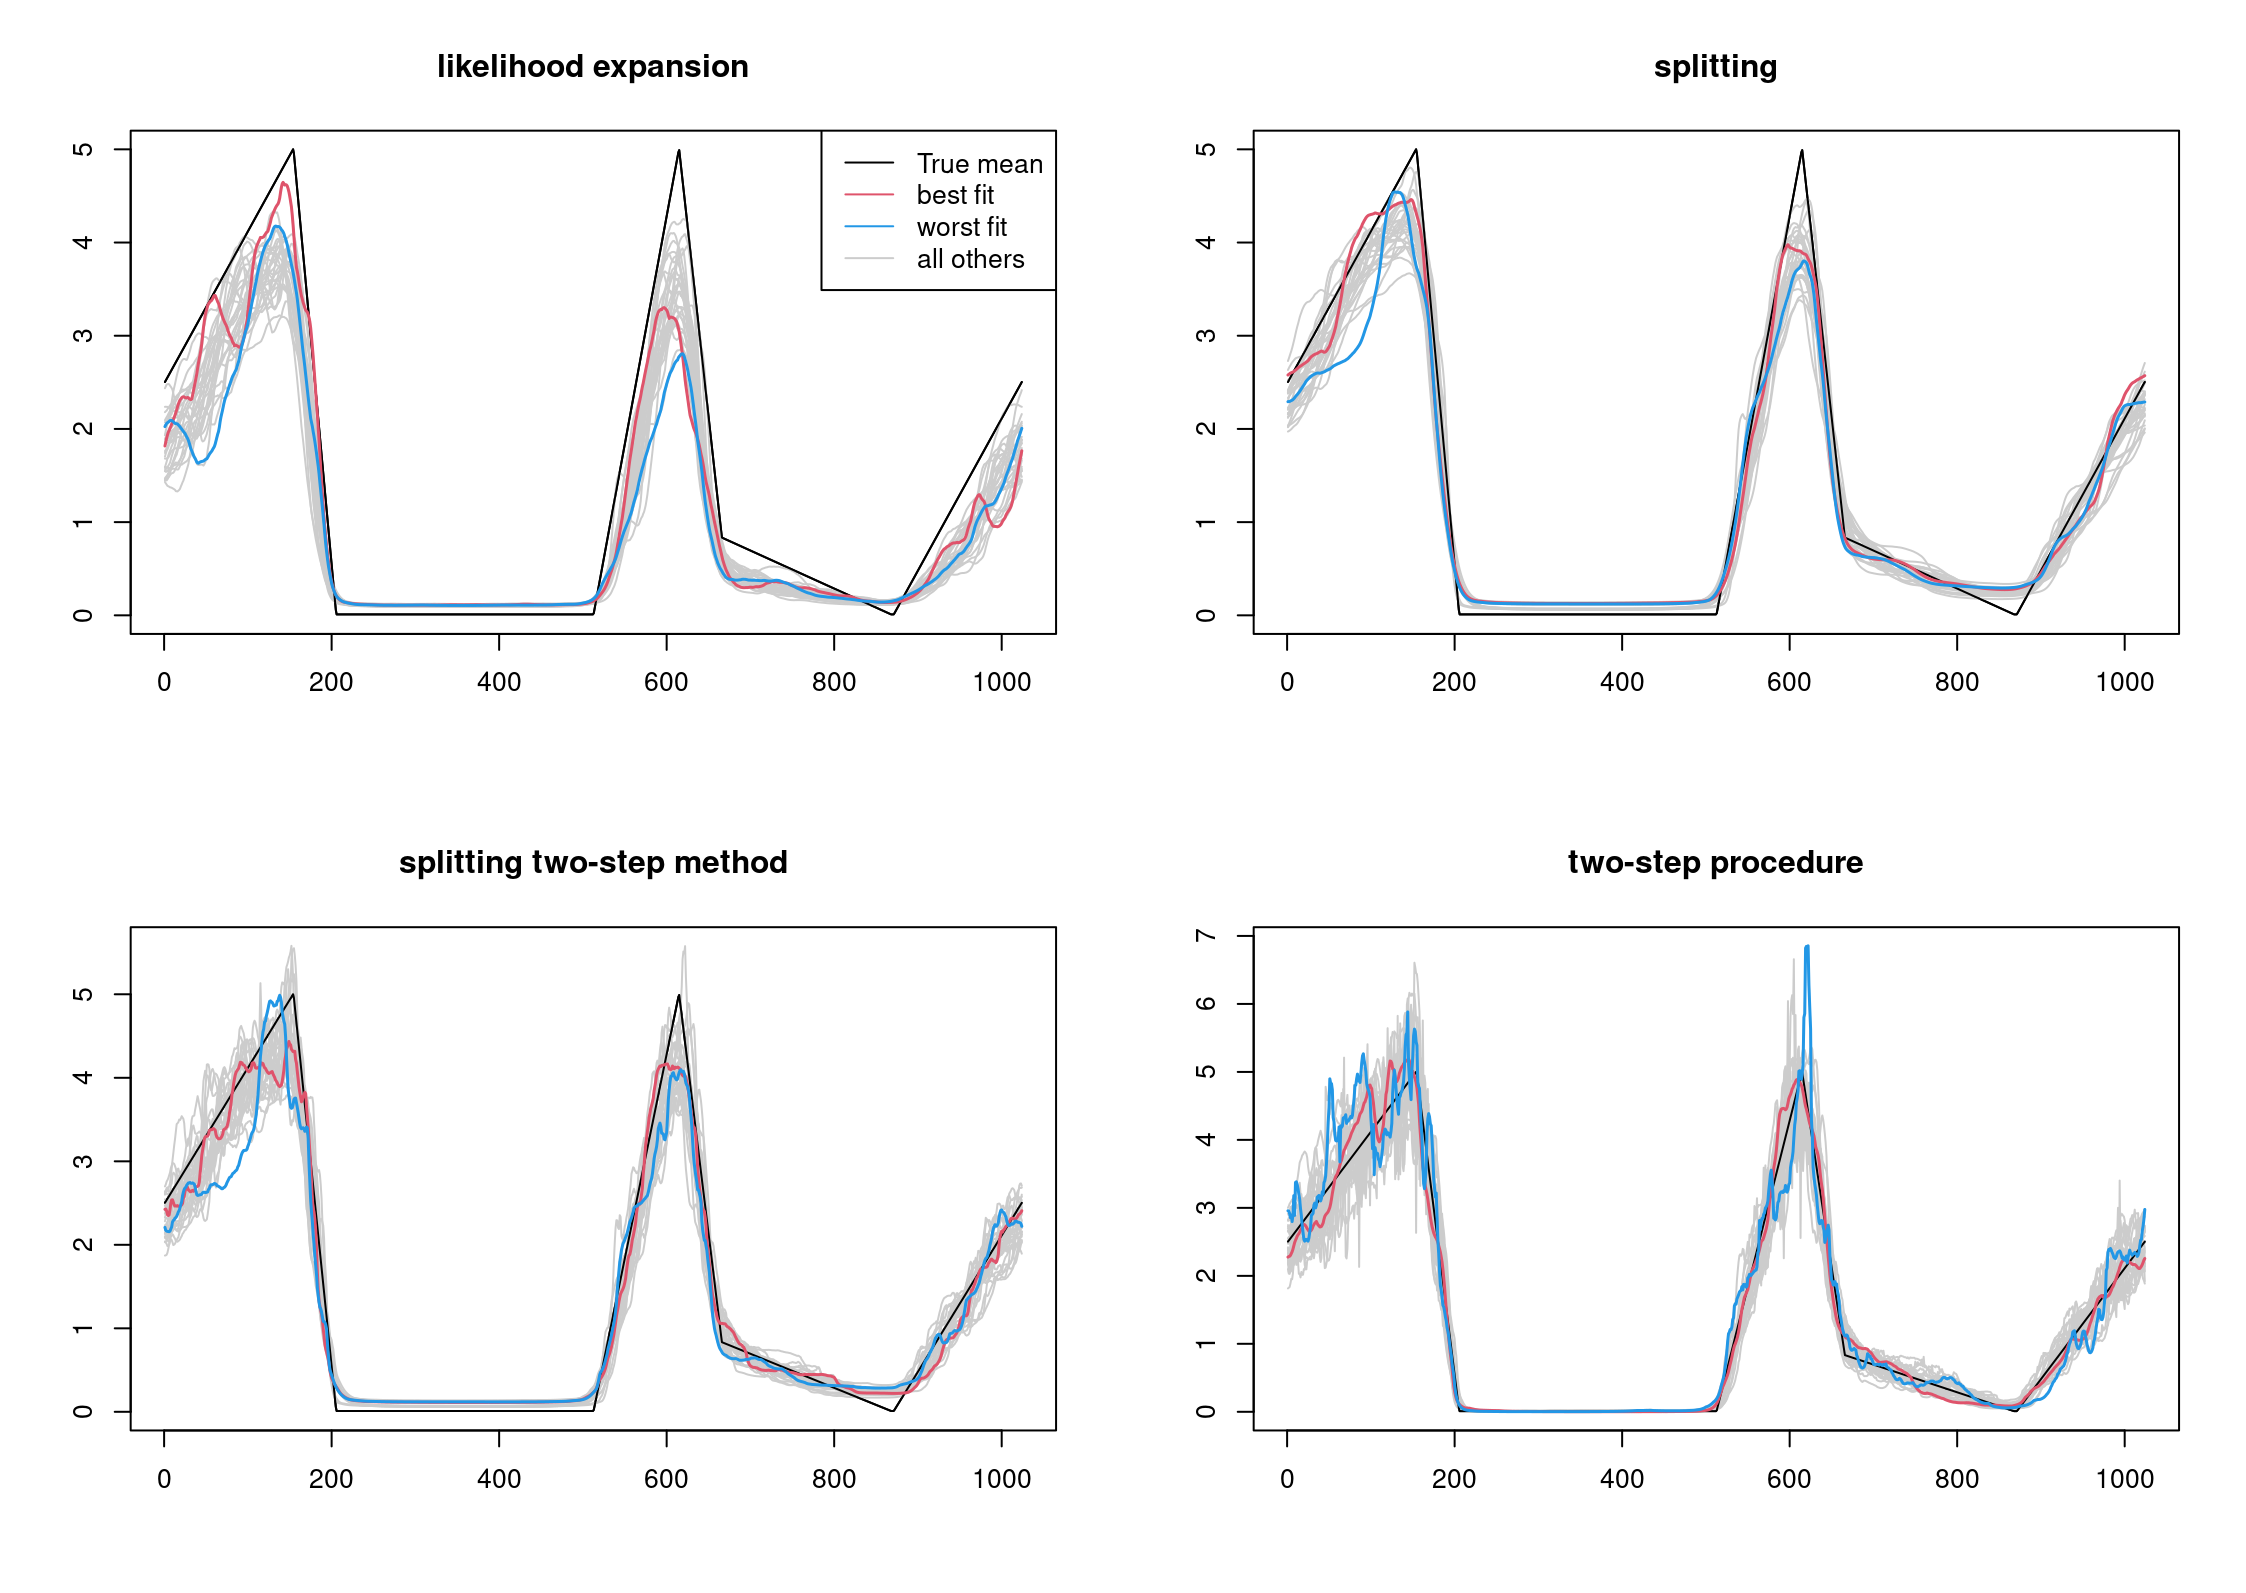 likelihood expansion
5
4
3
2
1
0
True mean
best fit
worst fit
all others
0 200 400 600 800 1000
splitting
5
4
3
2
1
0
0 200 400 600 800 1000
splitting two-step method
5
4
3
2
1
0
0 200 400 600 800 1000
two-step procedure
7
6
5
4
3
2
1
0
0 200 400 600 800 1000